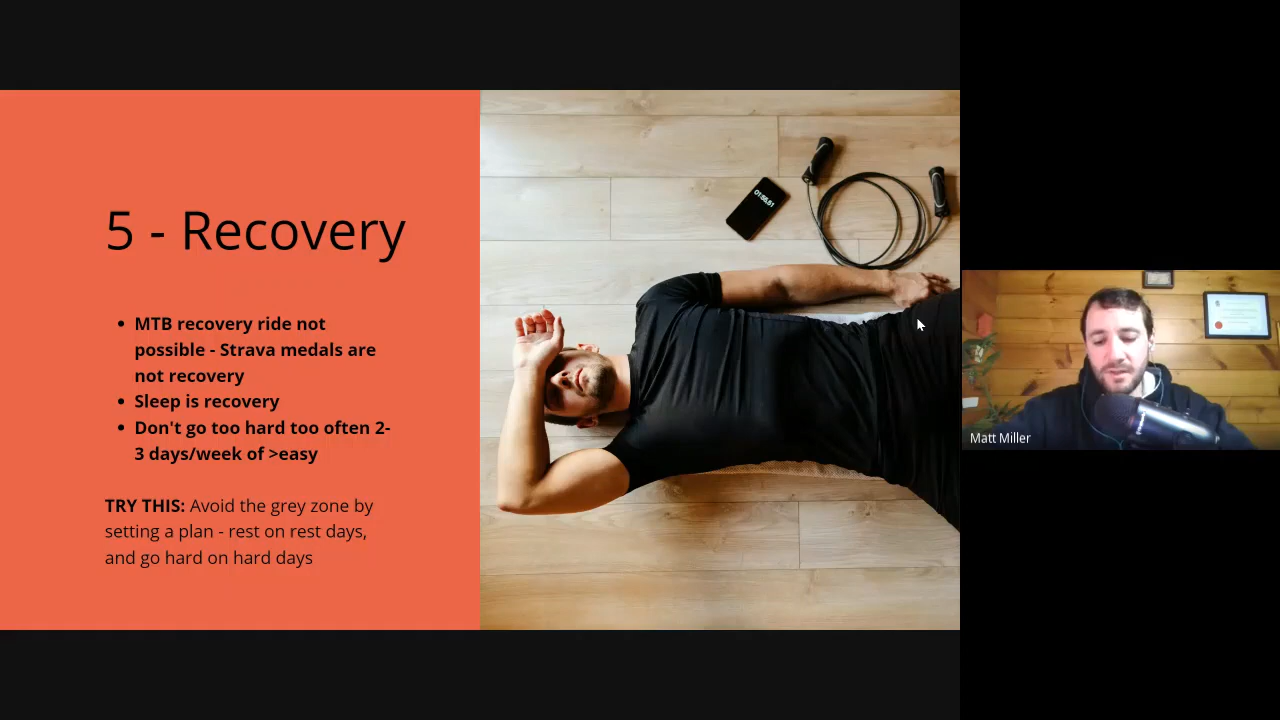 5 - Recovery
MTB recovery ride not
possible - Strava medals are
not recovery
Sleep is recovery
Don't go too hard too often 2-
3 days/week of >easy
TRY THIS: Avoid the grey zone by
setting a plan - rest on rest days,
and go hard on hard days
Matt Miller